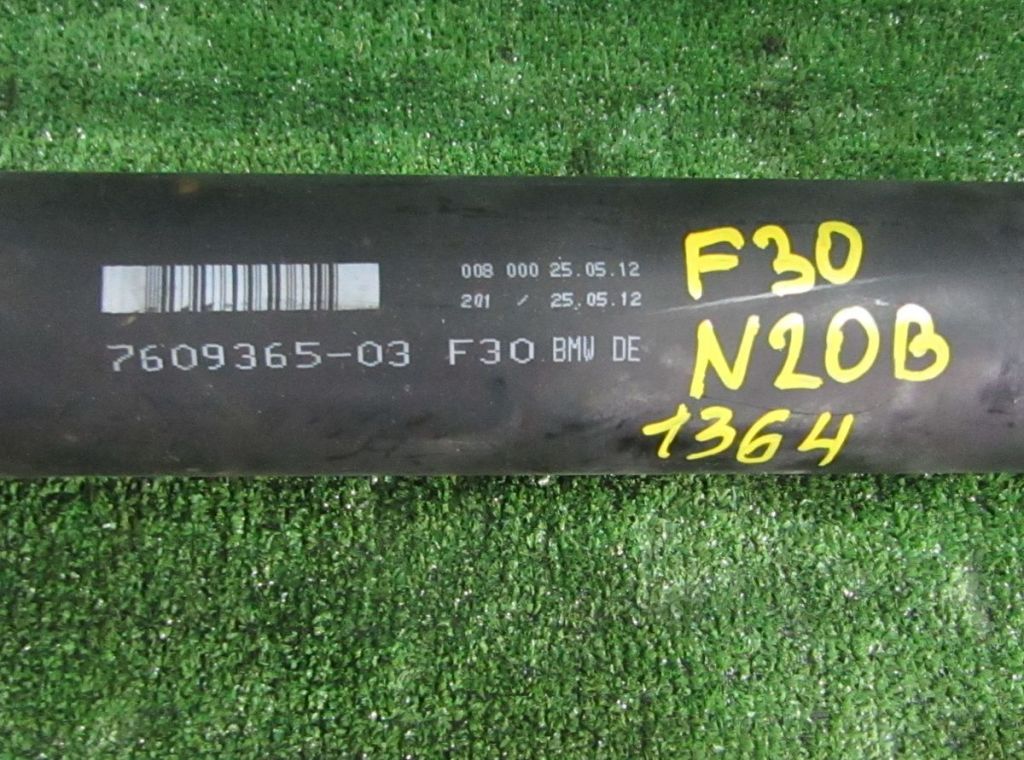 008 000 25.05.12
201 / 25.05.12
7609365-03 F30 BMW DE
F30
N20B
1364